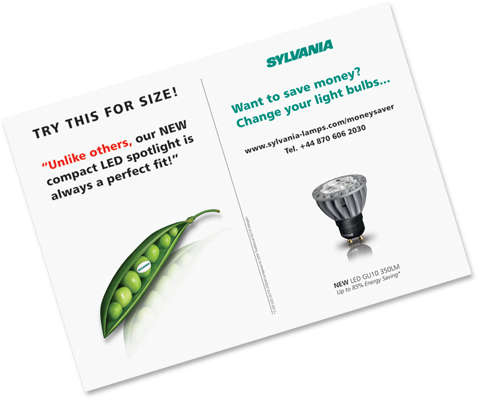 TRY THIS FOR SIZE!
“Unlike others, our NEW
compact LED spotlight is
always a perfect fit!”
SYLVANIA
SYLVANIA
Want to save money?
Change your light bulbs...
www.sylvania-lamps.com/moneysaver
Tel. +44 870 606 2030
NEW LED GU10 350LM
Up to 85% Energy Saving*